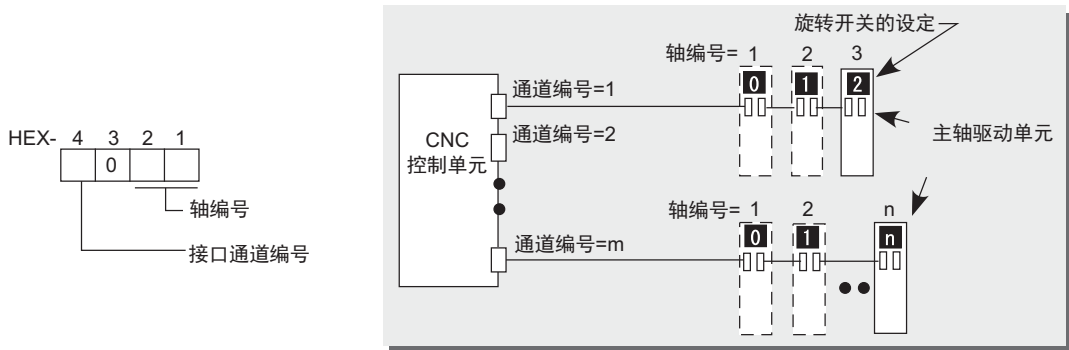 HEX- 4 3 2 1
0
轴编号
接口通道编号
旋转开关的设定
轴编号= 1 2 3
0 1 2
通道编号=1
CNC
控制单元
通道编号=2
主轴驱动单元
轴编号= 1 2 n
0 1 n
通道编号=m